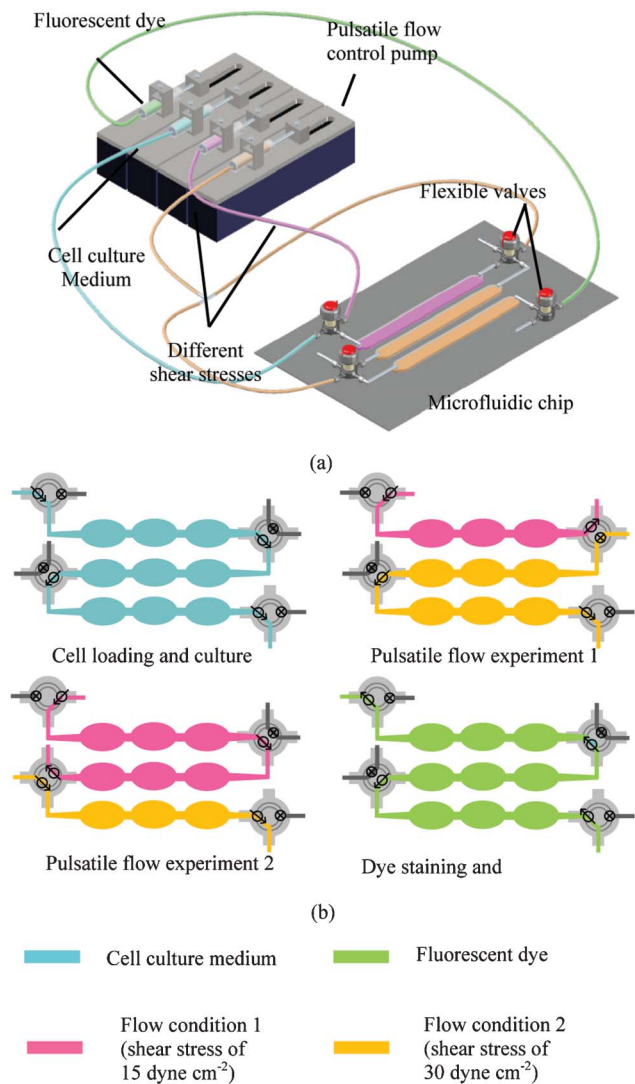 Fluorescent dye
Pulsatile flow
control pump
Flexible valves
Cell culture
Medium
Different
shear stresses
Microfluidic chip
(a)
Cell loading and culture
Pulsatile flow experiment 1
Pulsatile flow experiment 2
Dye staining and
(b)
Cell culture medium
Fluorescent dye
Flow condition 1
(shear stress of
15 dyne cm⁻²)
Flow condition 2
(shear stress of
30 dyne cm⁻²)